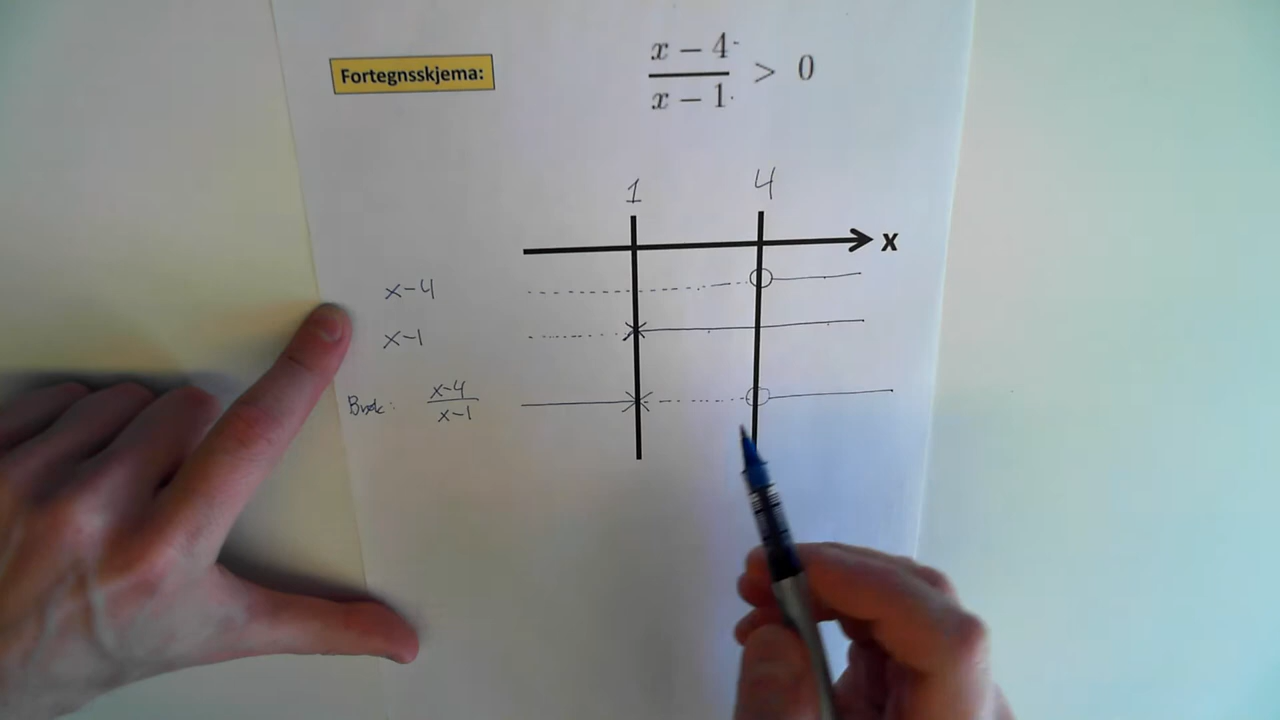 Fortegnsskjema:
x − 4
x − 1
> 0
1 4
x
x-4
x-1
Brøk: x-4
x-1